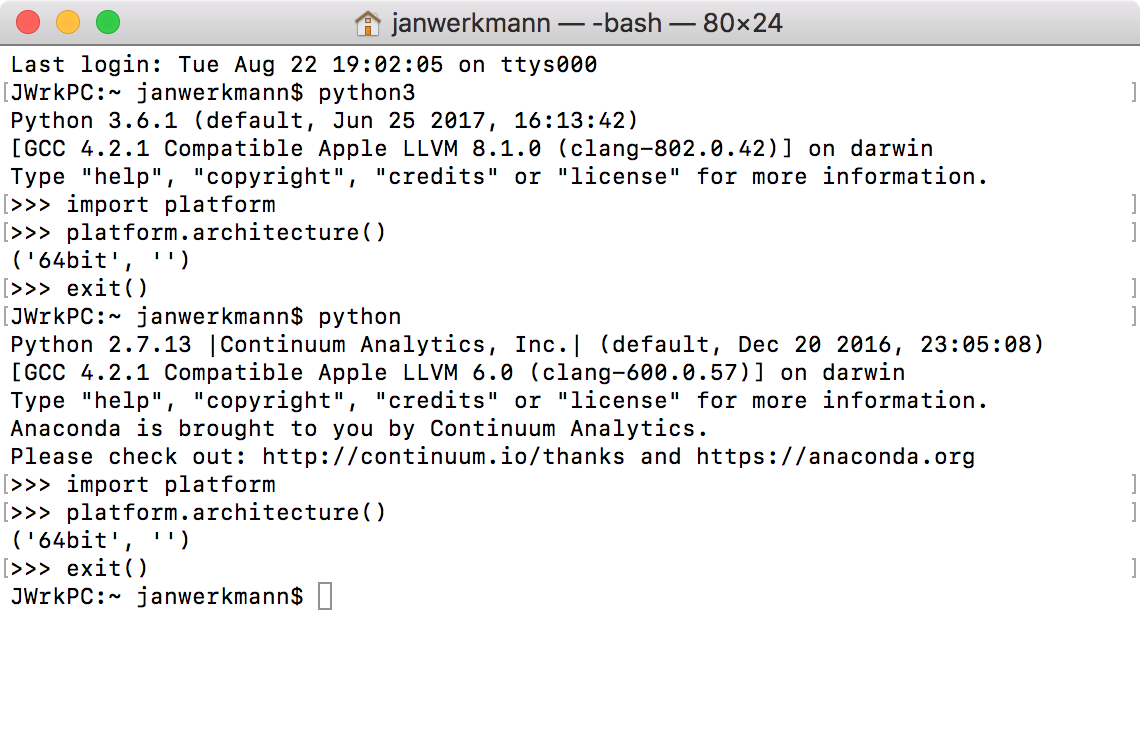 janwerkmann — -bash — 80×24
Last login: Tue Aug 22 19:02:05 on ttys000
[JWrkPC:~ janwerkmann$ python3 ]
Python 3.6.1 (default, Jun 25 2017, 16:13:42)
[GCC 4.2.1 Compatible Apple LLVM 8.1.0 (clang-802.0.42)] on darwin
Type "help", "copyright", "credits" or "license" for more information.
[>>> import platform ]
[>>> platform.architecture() ]
('64bit', '')
[>>> exit() ]
[JWrkPC:~ janwerkmann$ python ]
Python 2.7.13 |Continuum Analytics, Inc.| (default, Dec 20 2016, 23:05:08)
[GCC 4.2.1 Compatible Apple LLVM 6.0 (clang-600.0.57)] on darwin
Type "help", "copyright", "credits" or "license" for more information.
Anaconda is brought to you by Continuum Analytics.
Please check out: http://continuum.io/thanks and https://anaconda.org
[>>> import platform ]
[>>> platform.architecture() ]
('64bit', '')
[>>> exit() ]
JWrkPC:~ janwerkmann$